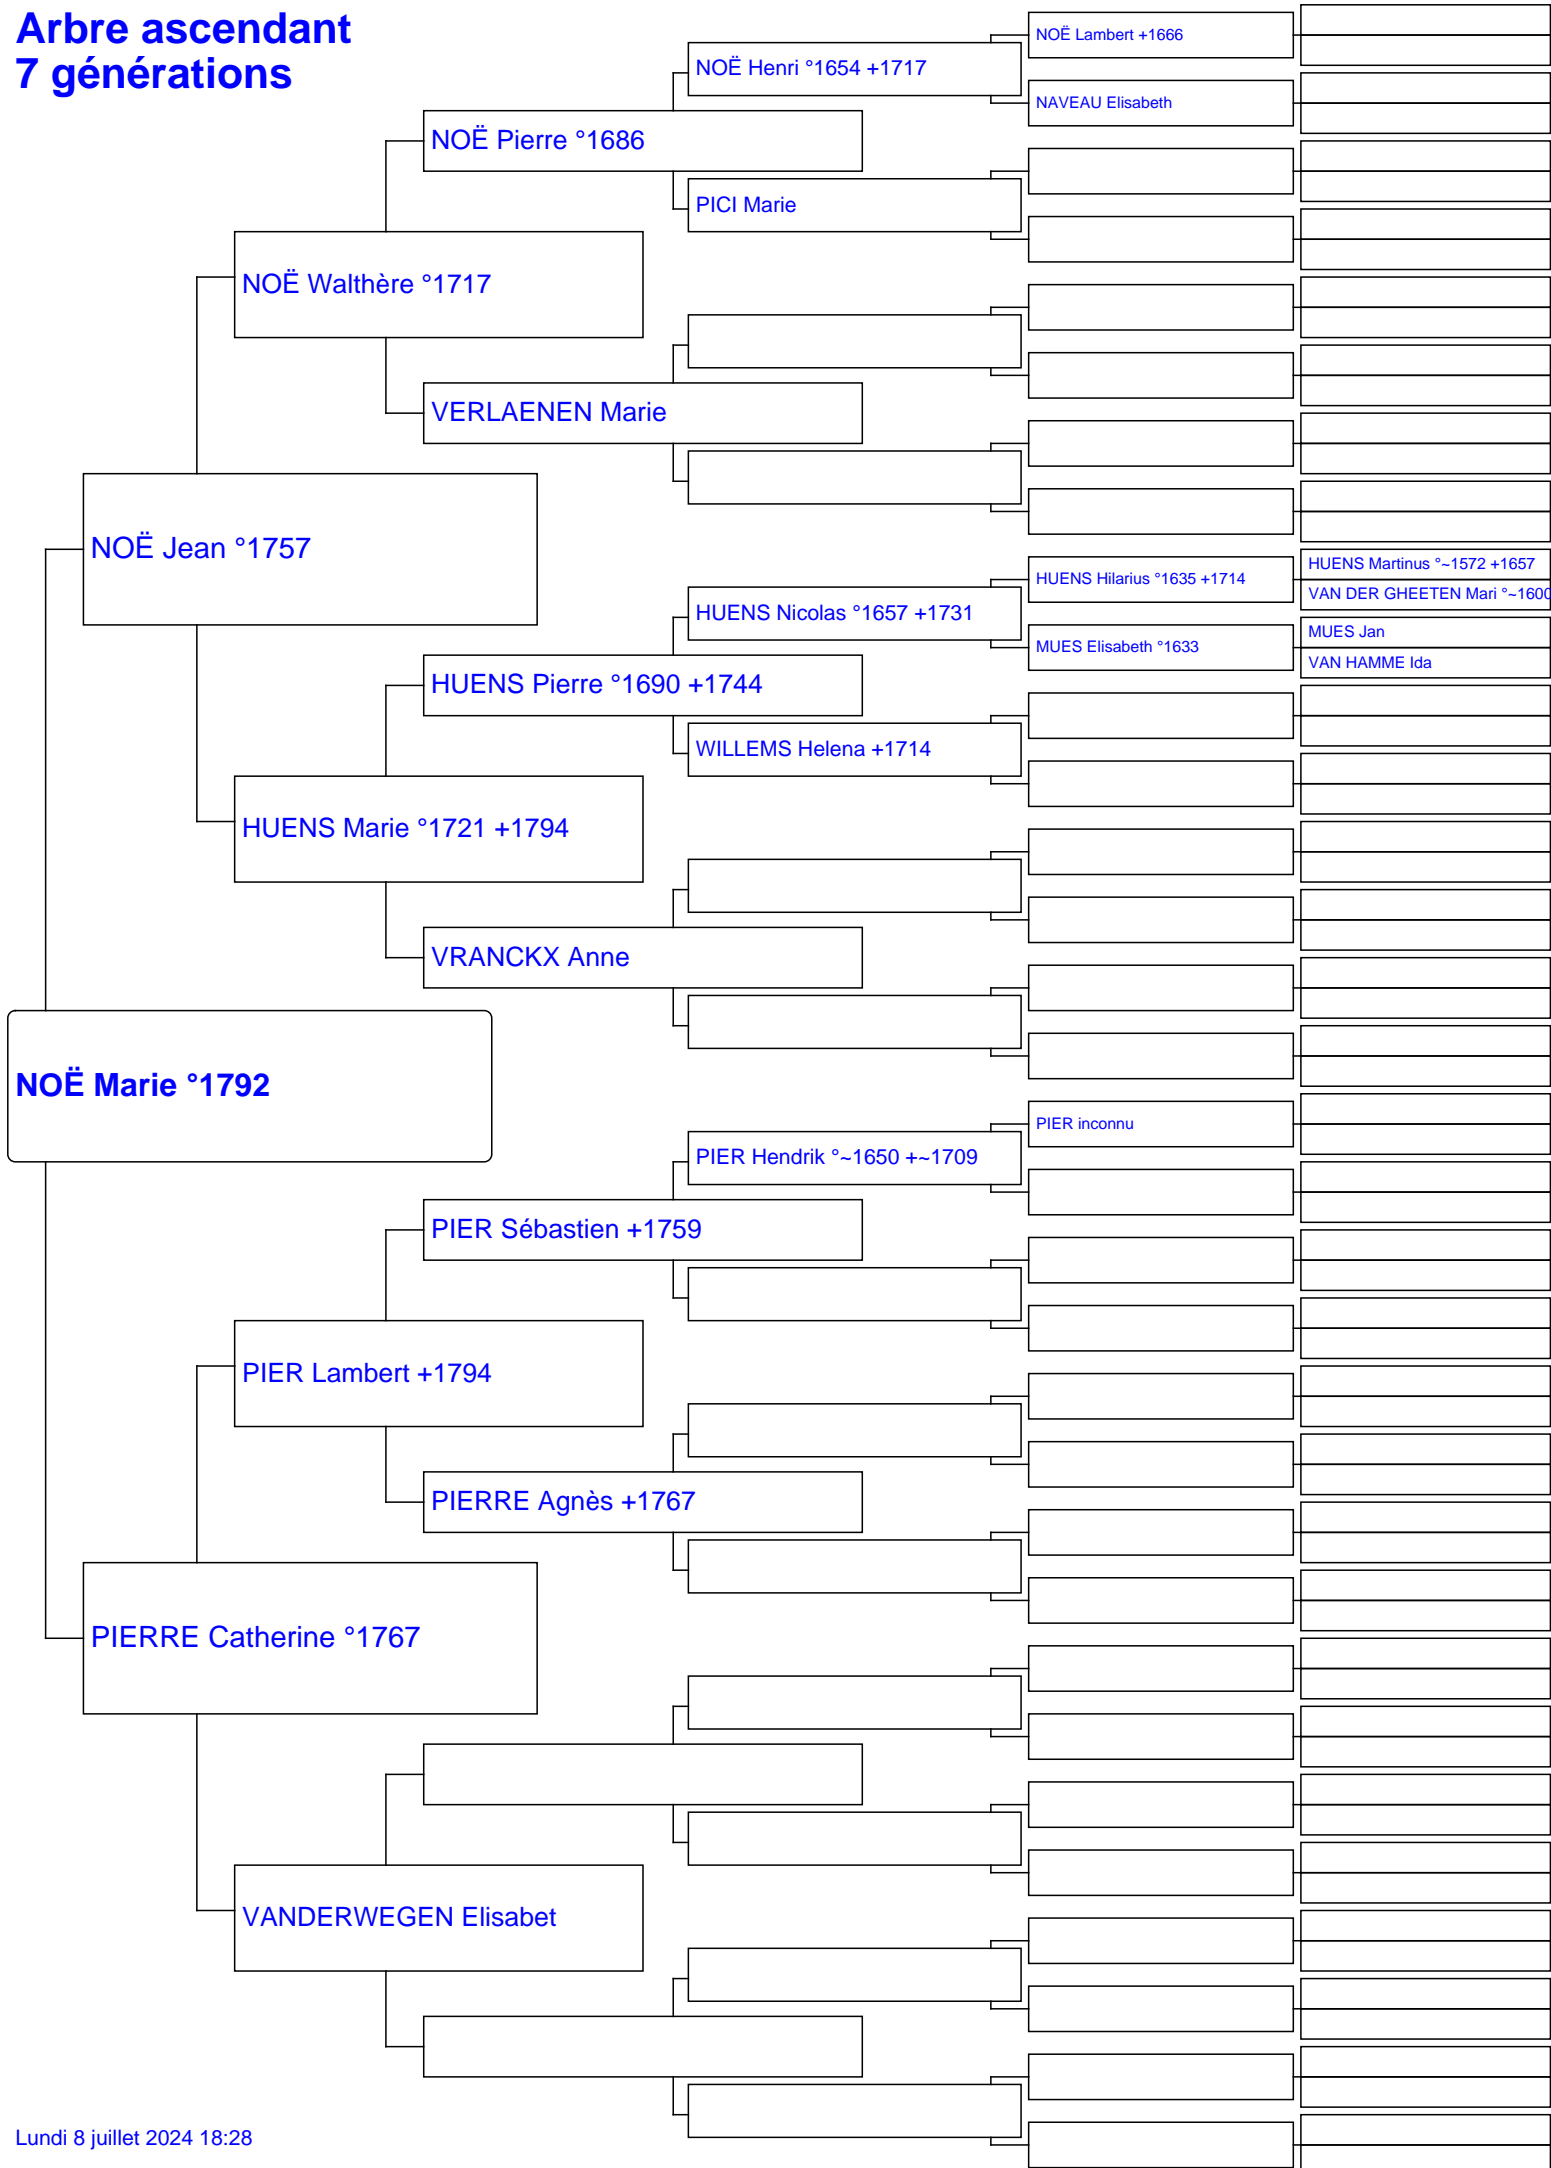 Arbre ascendant
7 générations
NOË Lambert +1666
NOË Henri °1654 +1717
NAVEAU Elisabeth
NOË Pierre °1686
PICI Marie
NOË Walthère °1717
VERLAENEN Marie
NOË Jean °1757
HUENS Martinus °~1572 +1657
HUENS Hilarius °1635 +1714
VAN DER GHEETEN Mari °~1600
HUENS Nicolas °1657 +1731
MUES Jan
MUES Elisabeth °1633
VAN HAMME Ida
HUENS Pierre °1690 +1744
WILLEMS Helena +1714
HUENS Marie °1721 +1794
VRANCKX Anne
NOË Marie °1792
PIER inconnu
PIER Hendrik °~1650 +~1709
PIER Sébastien +1759
PIER Lambert +1794
PIERRE Agnès +1767
PIERRE Catherine °1767
VANDERWEGEN Elisabet
Lundi 8 juillet 2024 18:28